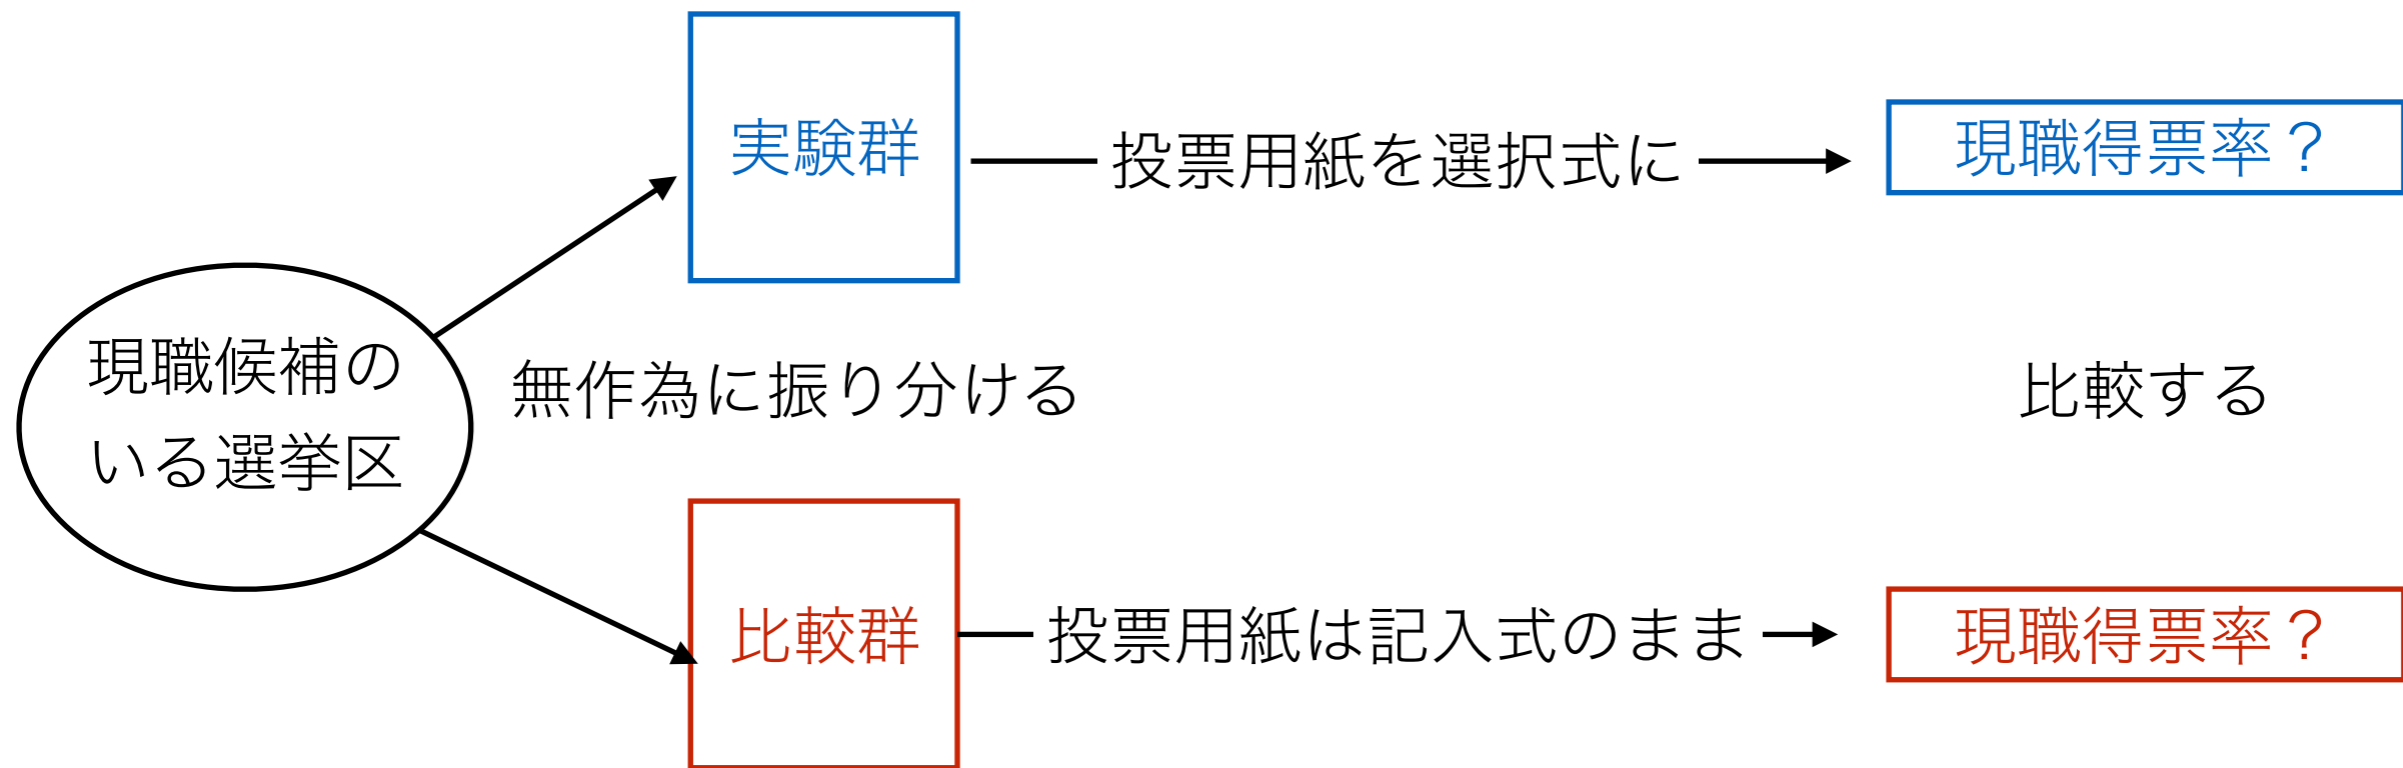 実験群
投票用紙を選択式に
現職得票率？
現職候補の
いる選挙区
無作為に振り分ける
比較する
比較群
投票用紙は記入式のまま
現職得票率？